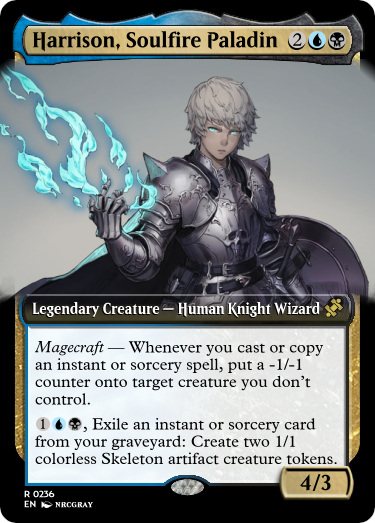 Harrison, Soulfire Paladin 2
Legendary Creature — Human Knight Wizard
Magecraft — Whenever you cast or copy
an instant or sorcery spell, put a -1/-1
counter onto target creature you don't
control.
1, Exile an instant or sorcery card
from your graveyard: Create two 1/1
colorless Skeleton artifact creature tokens.
4/3
R 0236
EN NRCGRAY